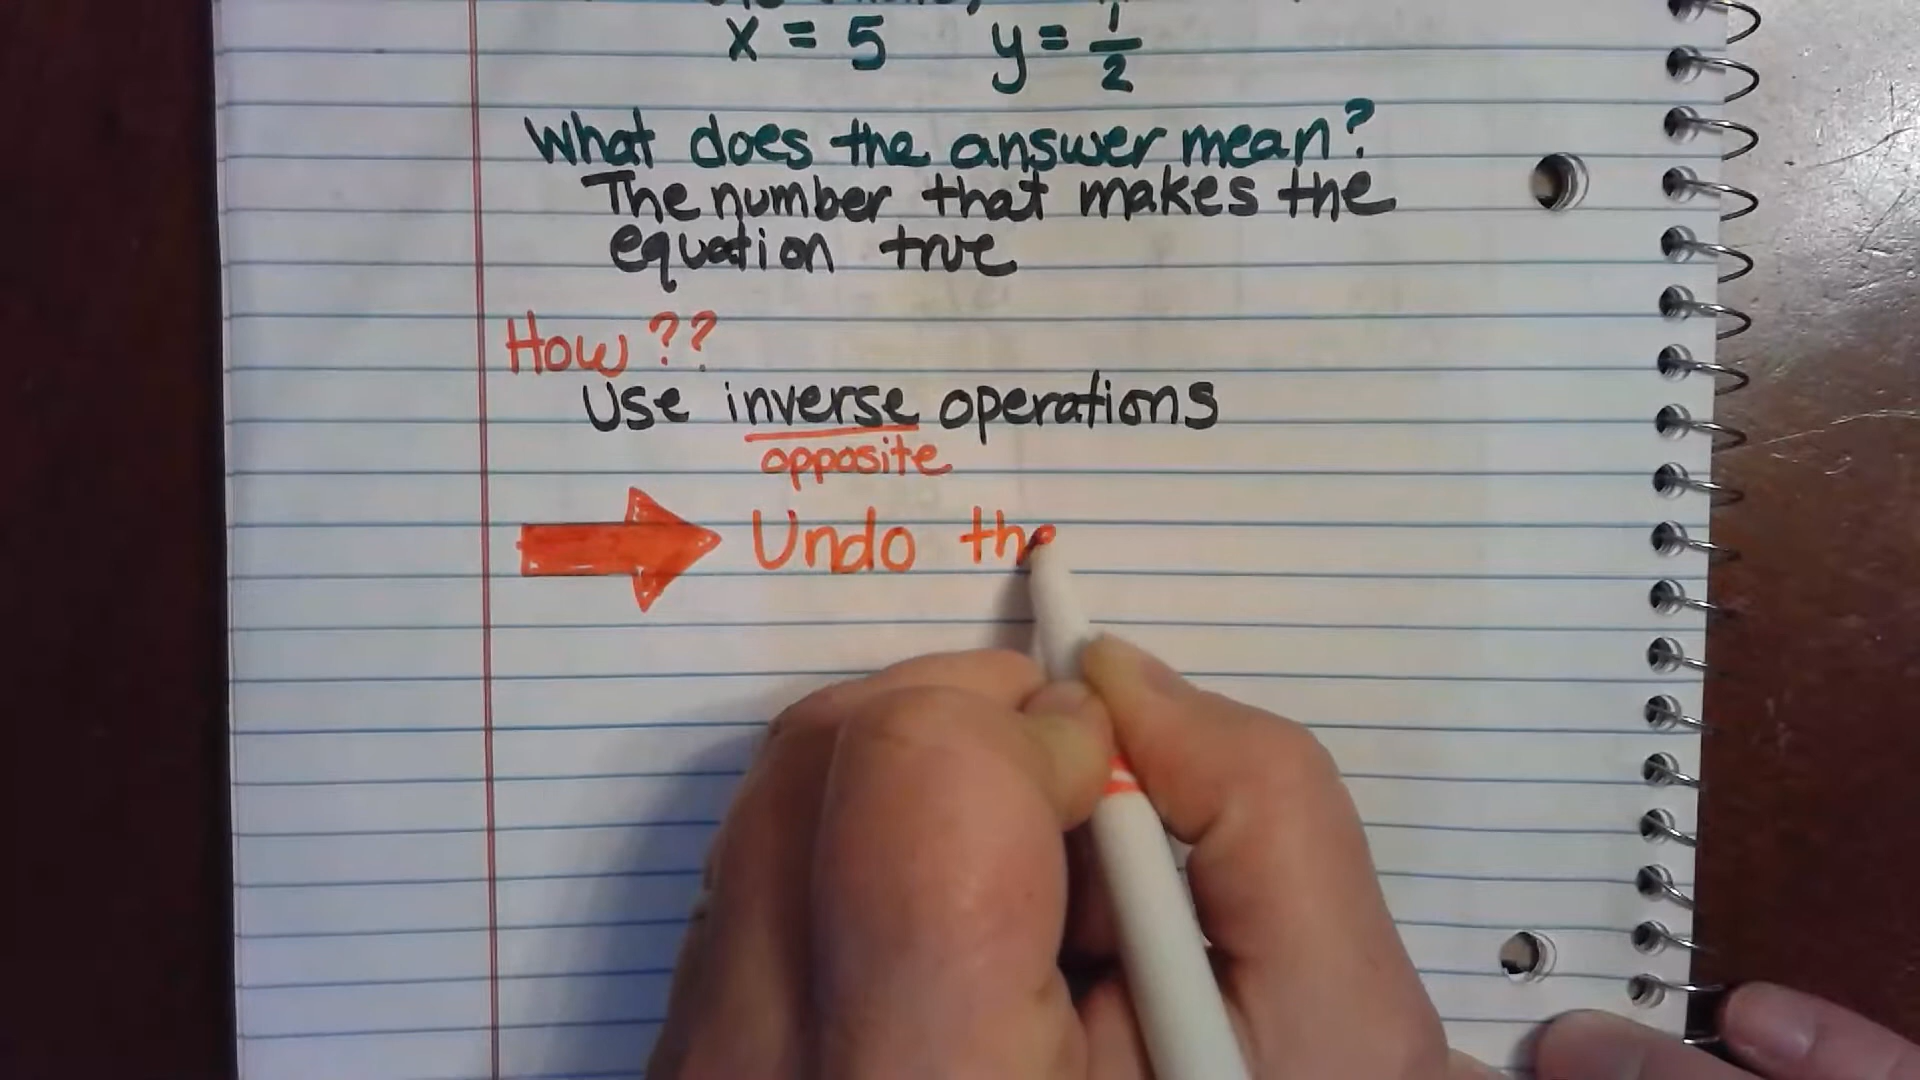 x = 5 y = 1/2
What does the answer mean?
The number that makes the
equation true
How ??
Use inverse operations
opposite
Undo the